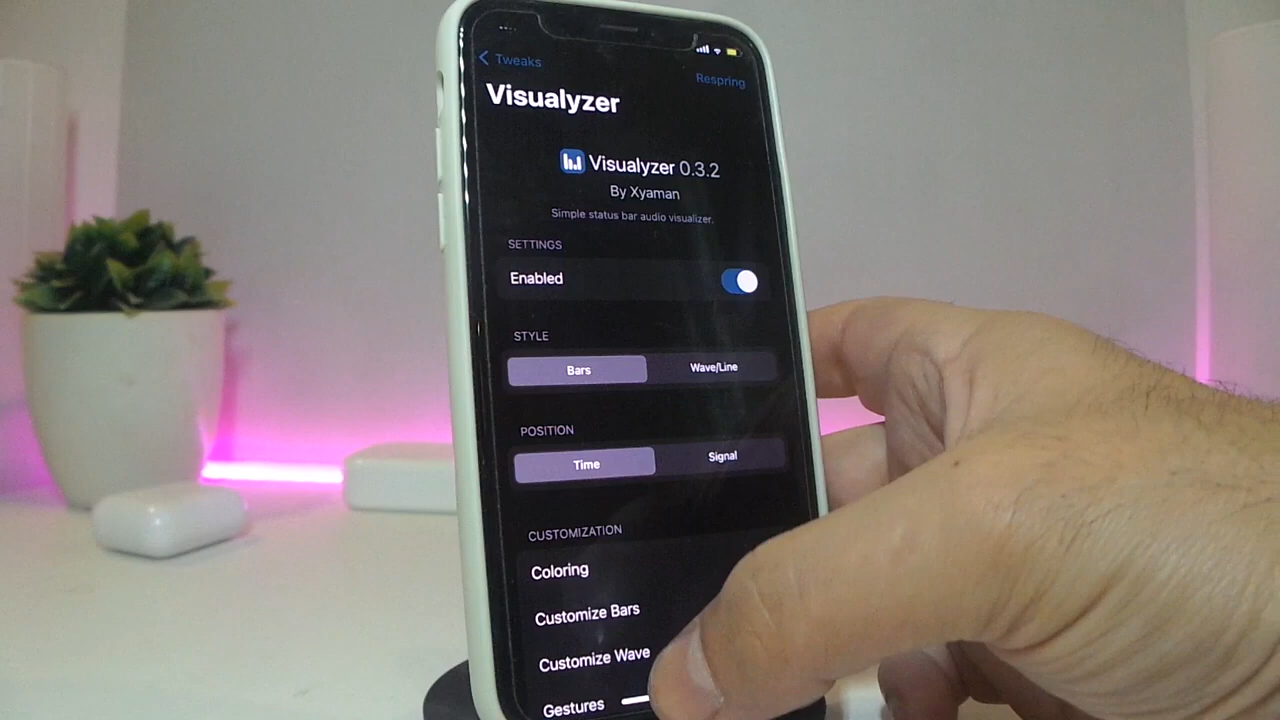 Tweaks
Respring
Visualyzer
Visualyzer 0.3.2
By Xyaman
Simple status bar audio visualizer.
SETTINGS
Enabled
STYLE
Bars Wave/Line
POSITION
Time Signal
CUSTOMIZATION
Coloring
Customize Bars
Customize Wave
Gestures